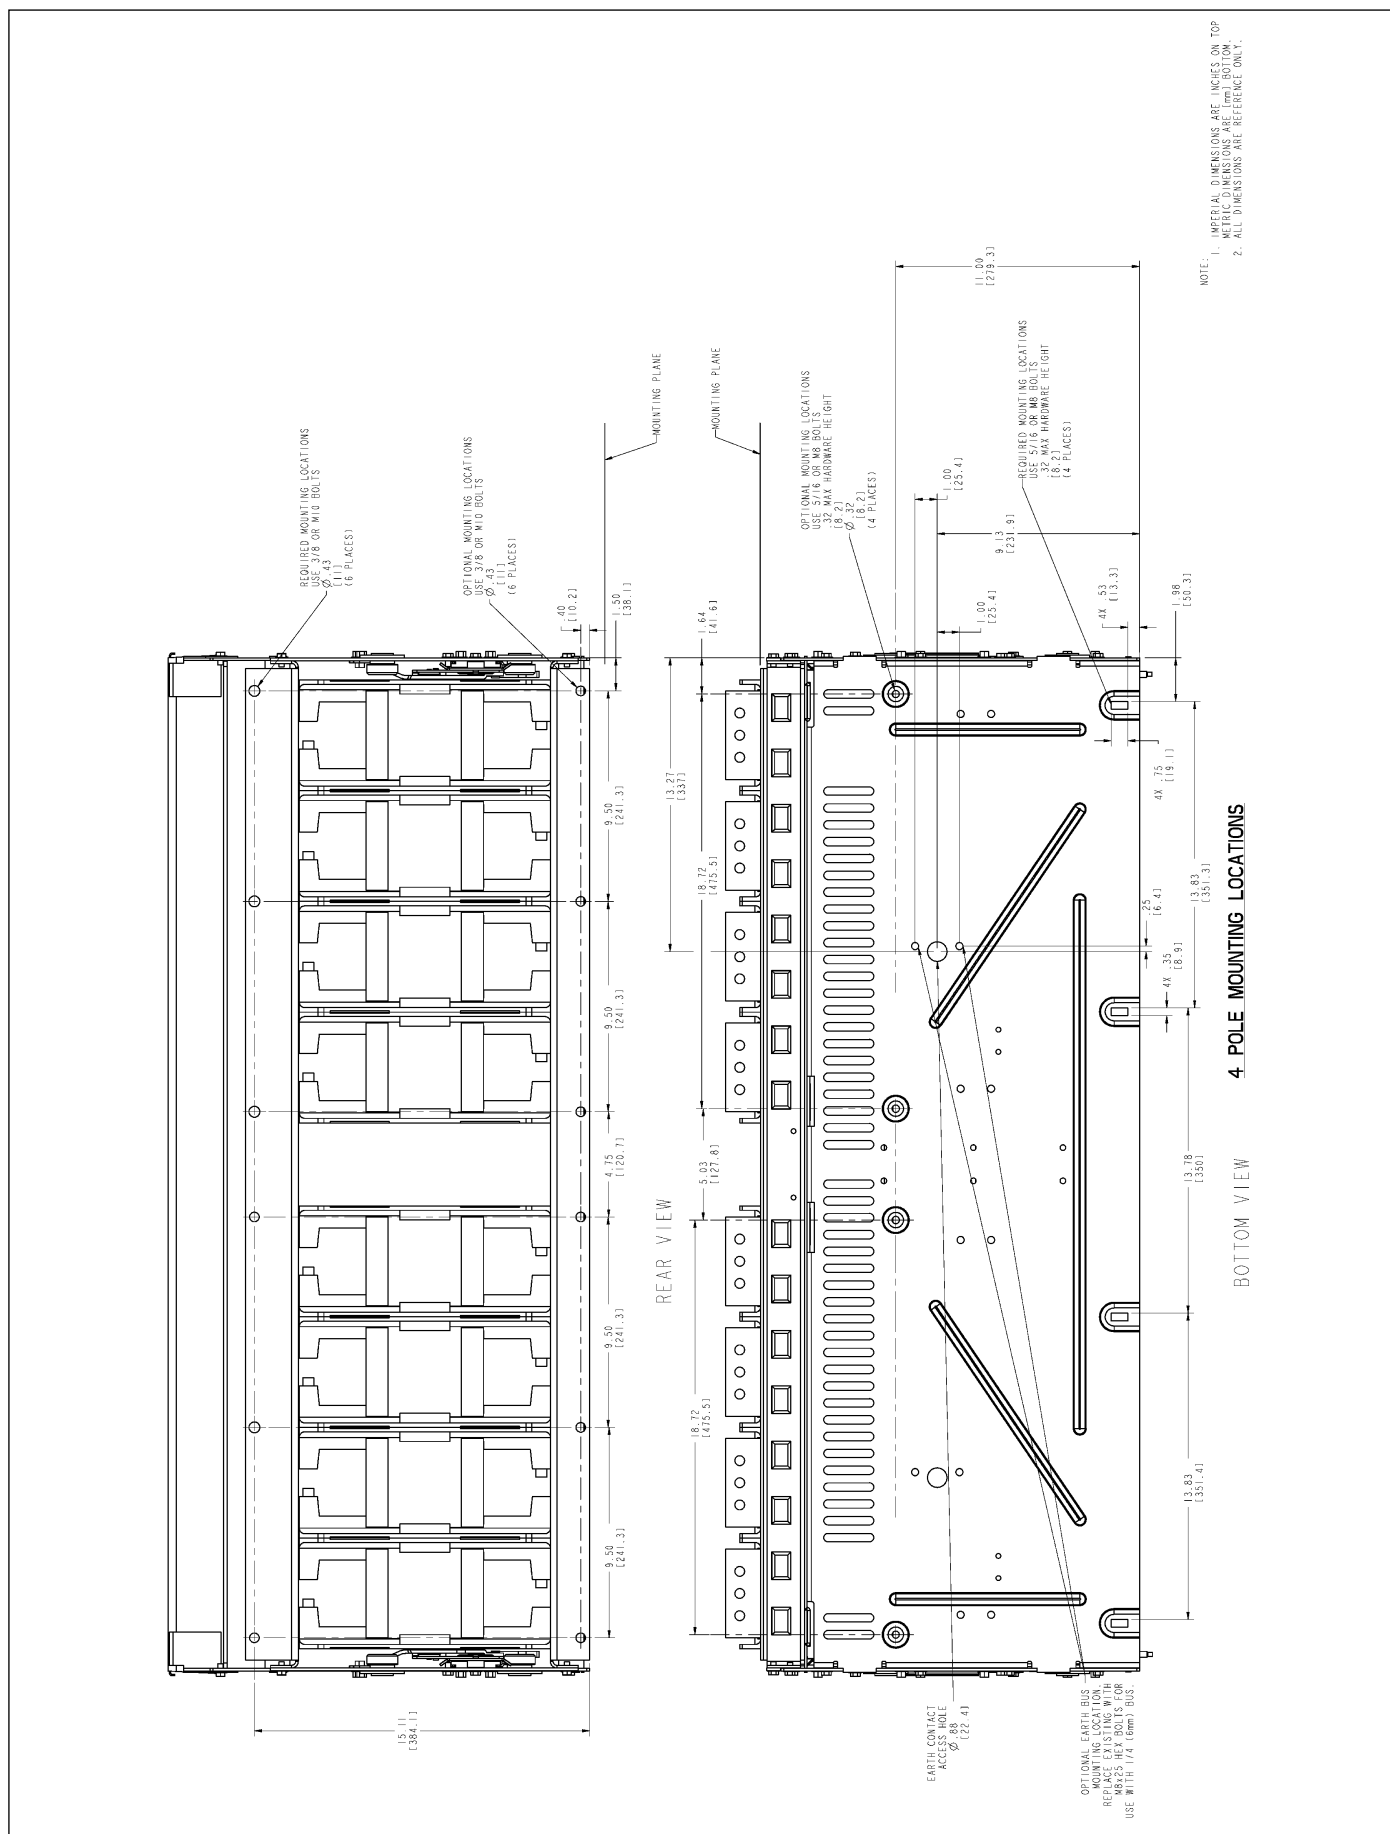 NOTE:
1. IMPERIAL DIMENSIONS ARE INCHES ON TOP
METRIC DIMENSIONS ARE [mm] BOTTOM.
2. ALL DIMENSIONS ARE REFERENCE ONLY.
REQUIRED MOUNTING LOCATIONS
USE 3/8 OR M10 BOLTS
Ø.43
[11]
(6 PLACES)
OPTIONAL MOUNTING LOCATIONS
USE 3/8 OR M10 BOLTS
Ø.43
[11]
(6 PLACES)
.40
[10.2]
1.50
[38.1]
MOUNTING PLANE
9.50
[241.3]
9.50
[241.3]
4.75
[120.7]
9.50
[241.3]
9.50
[241.3]
15.11
[384.1]
REAR VIEW
MOUNTING PLANE
OPTIONAL MOUNTING LOCATIONS
USE 5/16 OR M8 BOLTS
.32 MAX HARDWARE HEIGHT
[8.2]
Ø.32
[8.2]
(4 PLACES)
11.00
[279.3]
1.00
[25.4]
9.13
[231.9]
REQUIRED MOUNTING LOCATIONS
USE 5/16 OR M8 BOLTS
.32 MAX HARDWARE HEIGHT
[8.2]
(4 PLACES)
1.64
[41.6]
13.27
[337]
18.72
[475.5]
5.03
[127.8]
18.72
[475.5]
1.00
[25.4]
4X .53
[13.3]
1.98
[50.3]
4X .75
[19.1]
.25
[6.4]
13.83
[351.3]
4X .35
[8.9]
13.78
[350]
13.83
[351.4]
EARTH CONTACT
ACCESS HOLE
Ø.88
[22.4]
OPTIONAL EARTH BUS
MOUNTING LOCATION.
REPLACE EXISTING WITH
M8x25 HEX BOLTS FOR
USE WITH 1/4 (6mm) BUS.
BOTTOM VIEW
4 POLE MOUNTING LOCATIONS